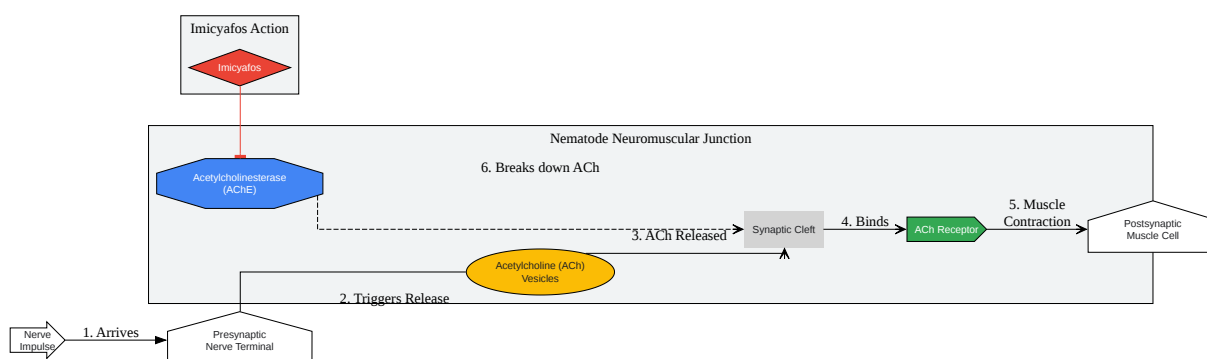 Imicyafos Action
Imicyafos
Nematode Neuromuscular Junction
6. Breaks down ACh
Acetylcholinesterase
(AChE)
5. Muscle
Contraction
4. Binds
Synaptic Cleft
ACh Receptor
Postsynaptic
Muscle Cell
3. ACh Released
Acetylcholine (ACh)
Vesicles
2. Triggers Release
1. Arrives
Nerve
Impulse
Presynaptic
Nerve Terminal